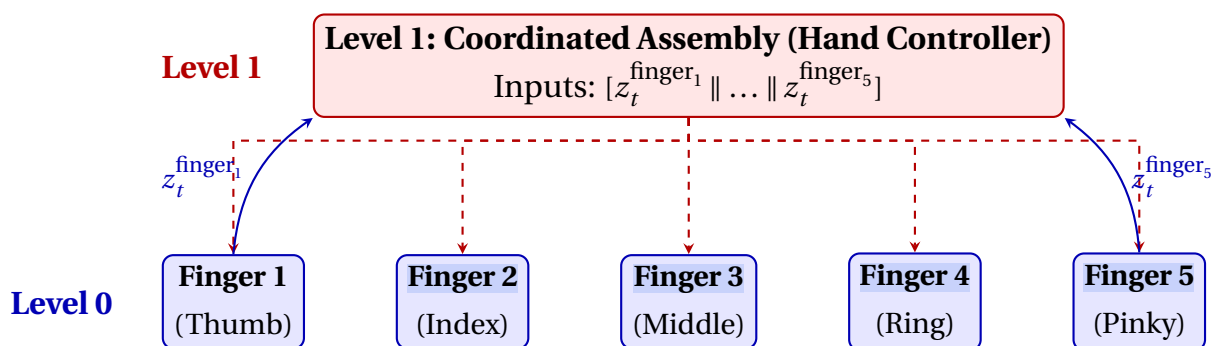 Level 1: Coordinated Assembly (Hand Controller)
Level 1
Inputs: [z_t^{finger_1} ‖ … ‖ z_t^{finger_5}]
z_t^{finger_1}
z_t^{finger_5}
Finger 1 Finger 2 Finger 3 Finger 4 Finger 5
Level 0
(Thumb) (Index) (Middle) (Ring) (Pinky)